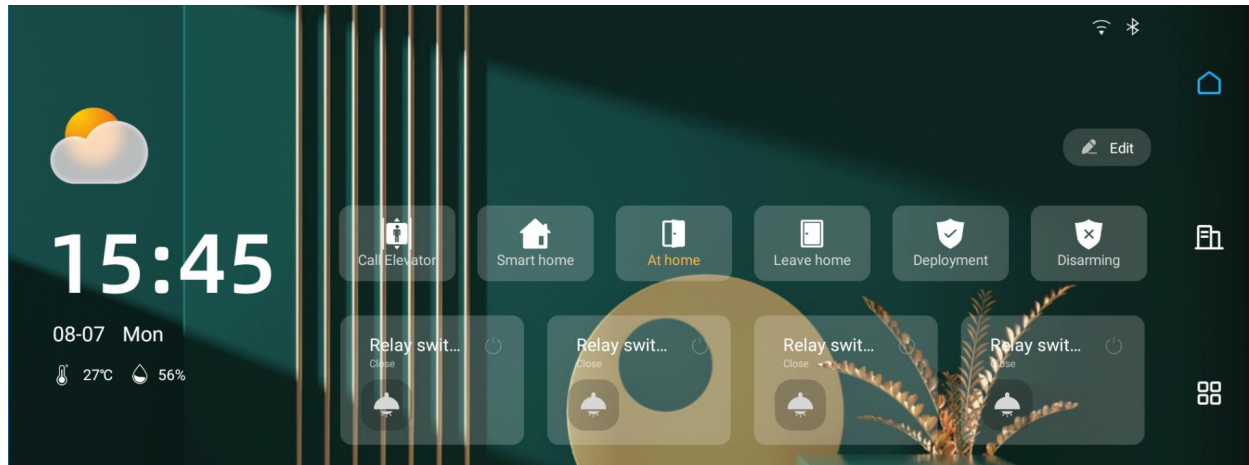 Edit
Call Elevator
Smart home
At home
Leave home
Deployment
Disarming
15:45
08-07 Mon
27℃ 56%
Relay swit...
Close
Relay swit...
Close
Relay swit...
Close
Relay swit...
Close